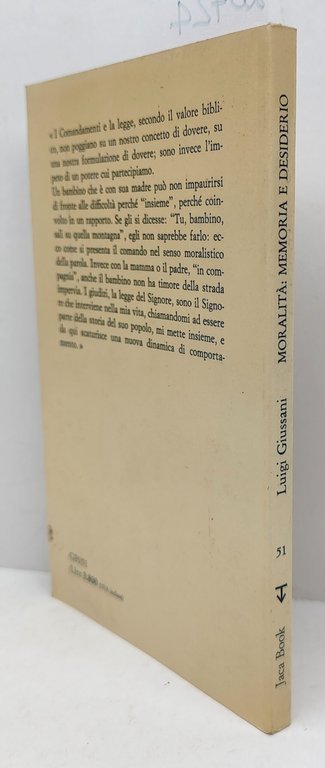 « I Comandamenti e la legge, secondo il valore bibli-
co, non poggiano su un nostro concetto di dovere, su
una nostra formulazione di dovere; sono invece l'im-
peto di un potere cui partecipiamo.
Un bambino che è con sua madre può non impaurirsi
di fronte alle difficoltà perché "insieme", perché coin-
volto in un rapporto. Se gli si dicesse: "Tu, bambino,
sali su quella montagna", egli non saprebbe farlo: ec-
co come si presenta il comando nel senso moralistico
della parola. Invece con la mamma o il padre, "in com-
pagnia", anche il bambino non ha timore della strada
impervia. I giudizi, la legge del Signore, sono il Signo-
re che interviene nella mia vita, chiamandomi ad essere
parte della storia del suo popolo, mi mette insieme, e
da qui scaturisce una nuova dinamica di comporta-
mento. »
Lire
Jaca Book
51
Luigi Giussani
MORALITÀ: MEMORIA E DESIDERIO